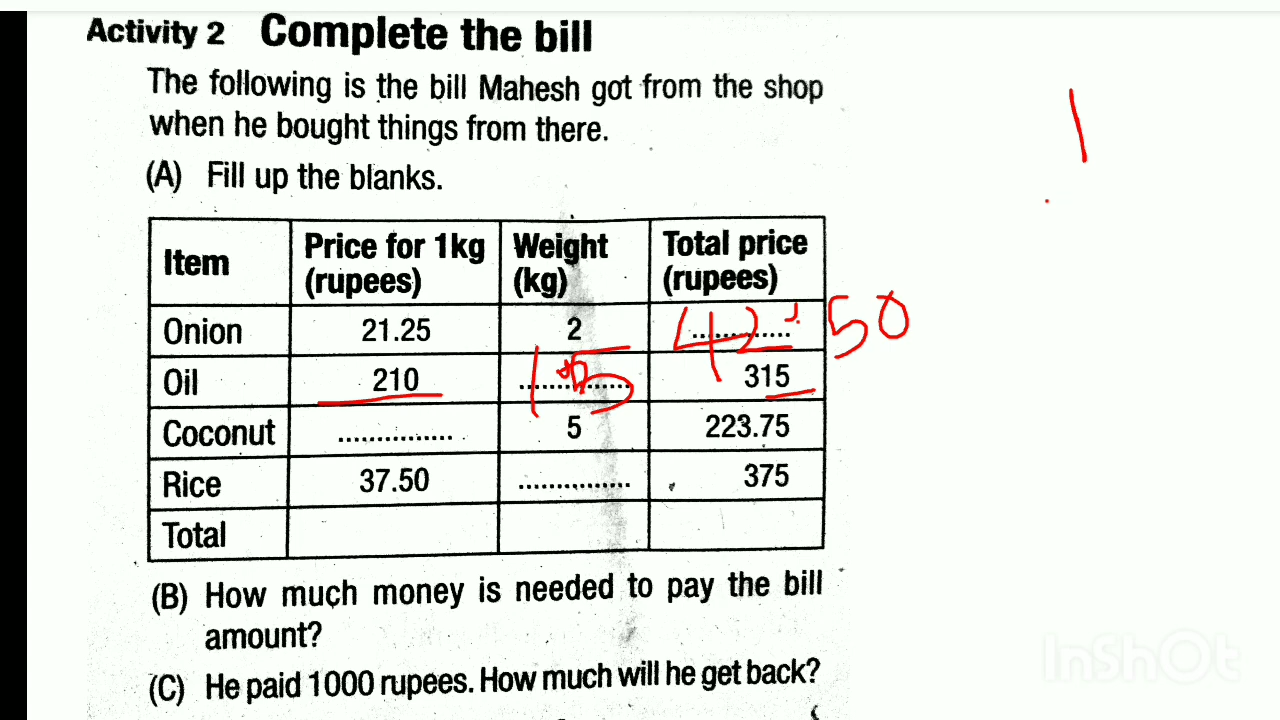 Activity 2 Complete the bill
The following is the bill Mahesh got from the shop
when he bought things from there.
(A) Fill up the blanks.
Item Price for 1kg (rupees) Weight (kg) Total price (rupees)
Onion 21.25 2 42.50
Oil 210 1.5 315
Coconut ............... 5 223.75
Rice 37.50 ............... 375
Total
(B) How much money is needed to pay the bill
amount?
(C) He paid 1000 rupees. How much will he get back?
InShOt